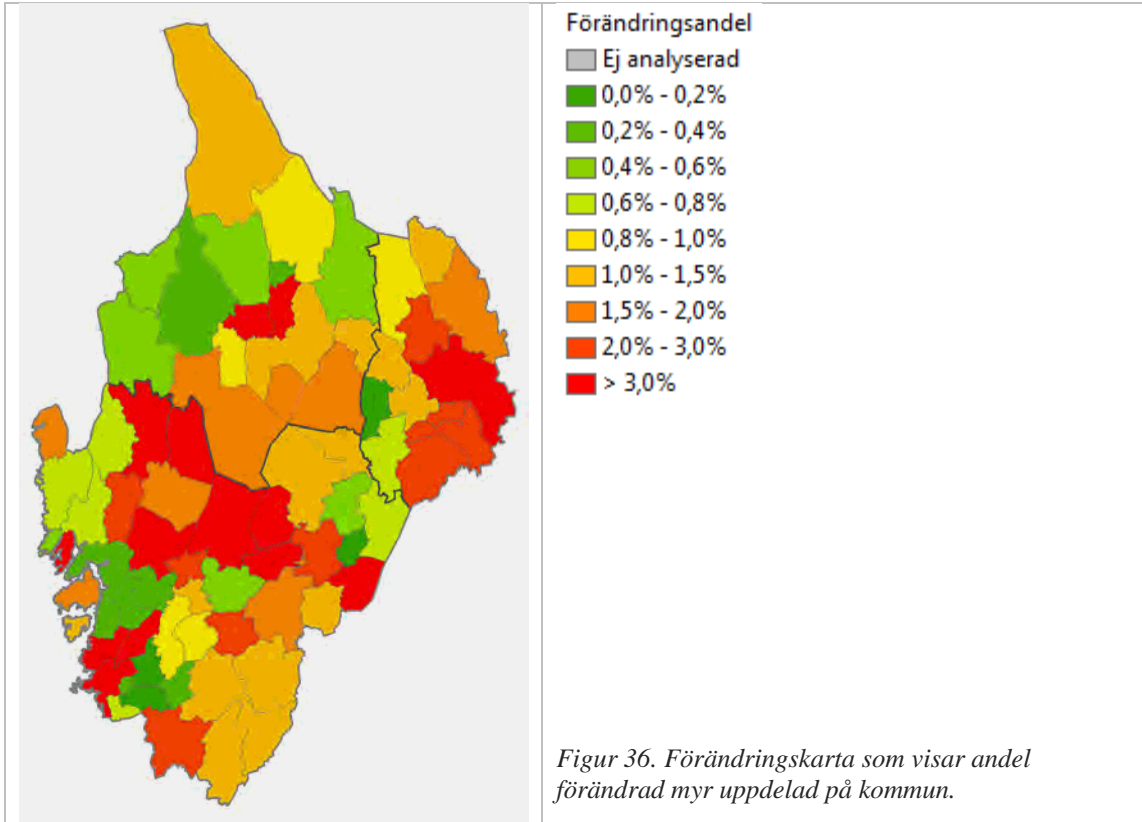 Förändringsandel
Ej analyserad
0,0% - 0,2%
0,2% - 0,4%
0,4% - 0,6%
0,6% - 0,8%
0,8% - 1,0%
1,0% - 1,5%
1,5% - 2,0%
2,0% - 3,0%
> 3,0%
Figur 36. Förändringskarta som visar andel
förändrad myr uppdelad på kommun.